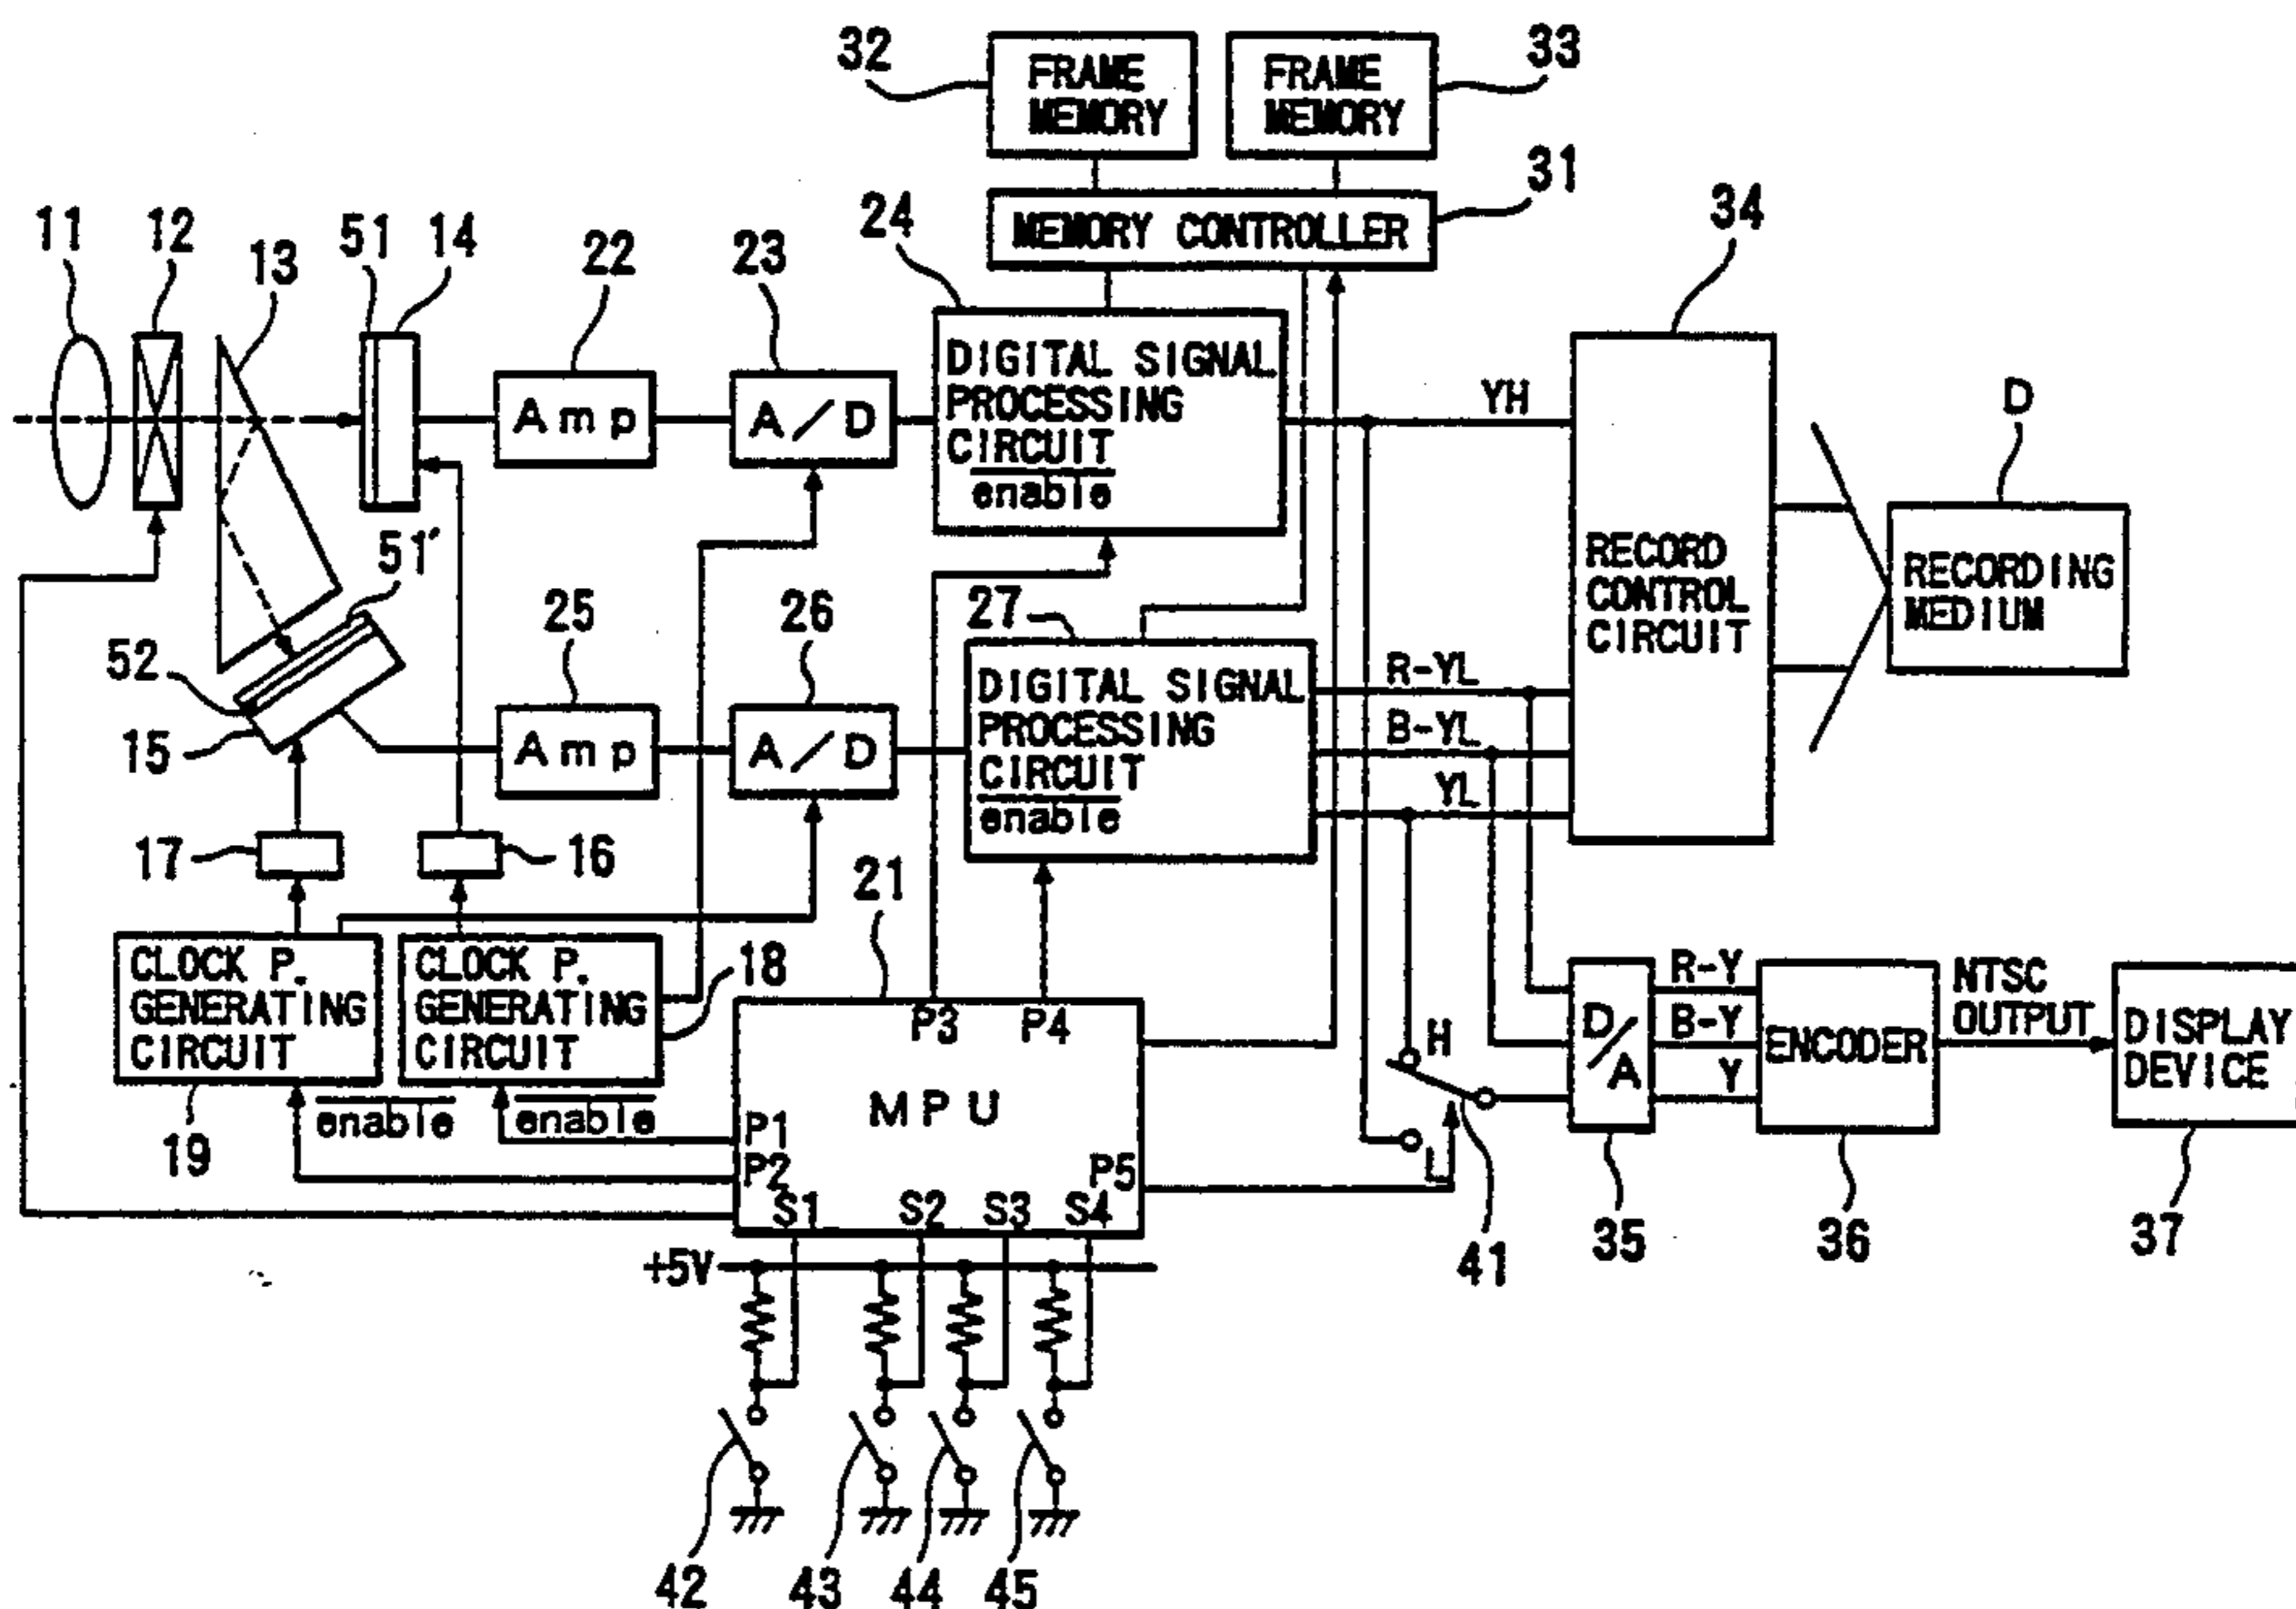 32
FRAME
MEMORY
FRAME
MEMORY
33
31
MEMORY CONTROLLER
11
12
13
51
14
22
23
24
34
Amp
A/D
DIGITAL SIGNAL
PROCESSING
CIRCUIT
enable
YH
D
RECORD
CONTROL
CIRCUIT
RECORDING
MEDIUM
51'
52
15
25
26
27
Amp
A/D
DIGITAL SIGNAL
PROCESSING
CIRCUIT
enable
R-YL
B-YL
YL
17
16
21
CLOCK P.
GENERATING
CIRCUIT
CLOCK P.
GENERATING
CIRCUIT
18
19
enable
enable
P3
P4
MPU
P1
P2
P5
S1
S2
S3
S4
H
L
41
D/A
35
R-Y
B-Y
Y
ENCODER
36
NTSC
OUTPUT
DISPLAY
DEVICE
37
+5V
42
43
44
45